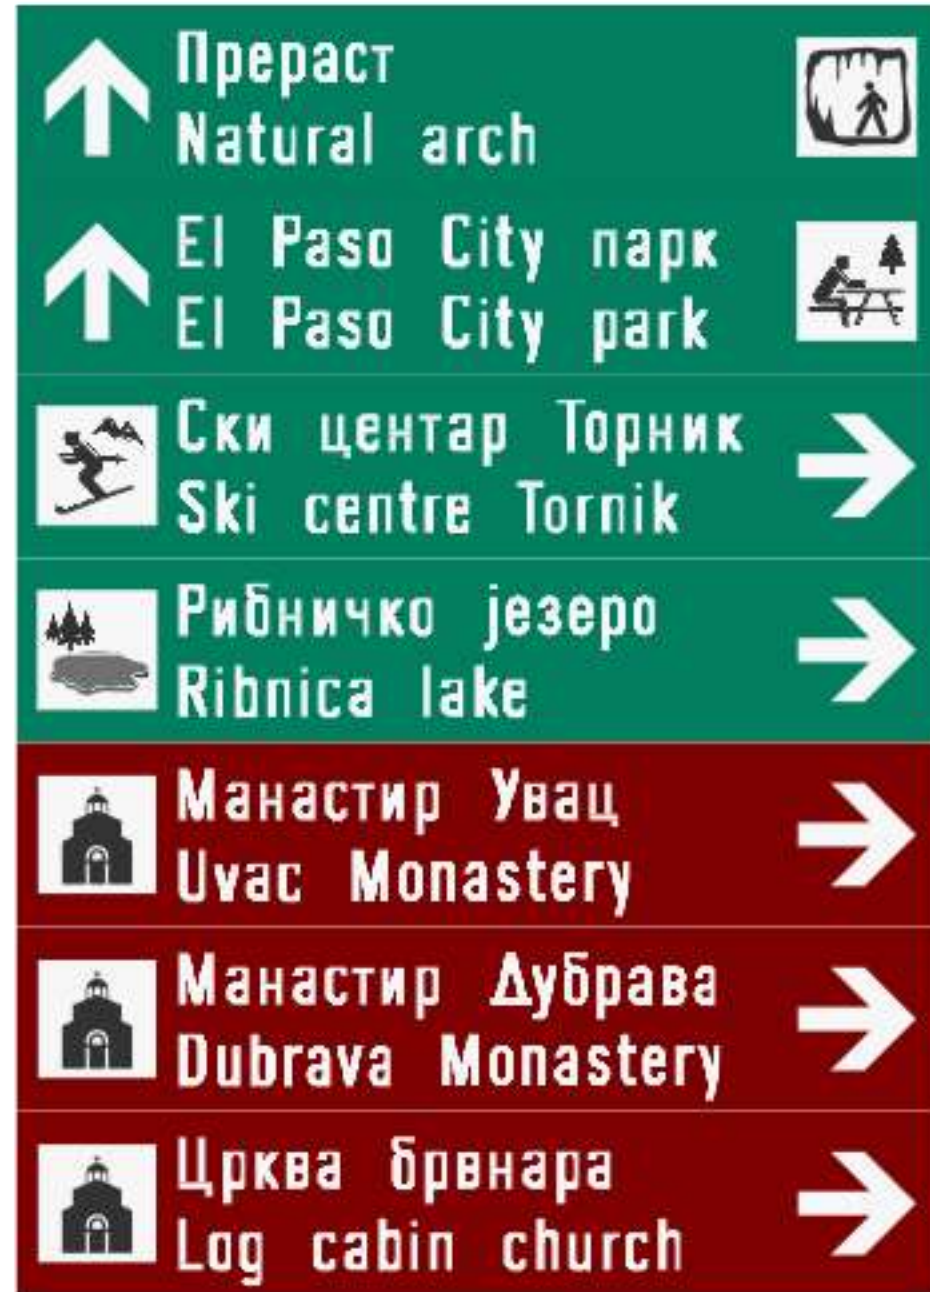 Прераст
Natural arch
El Paso City парк
El Paso City park
Ски центар Торник
Ski centre Tornik
Рибничко језеро
Ribnica lake
Манастир Увац
Uvac Monastery
Манастир Дубрава
Dubrava Monastery
Црква брвнара
Log cabin church